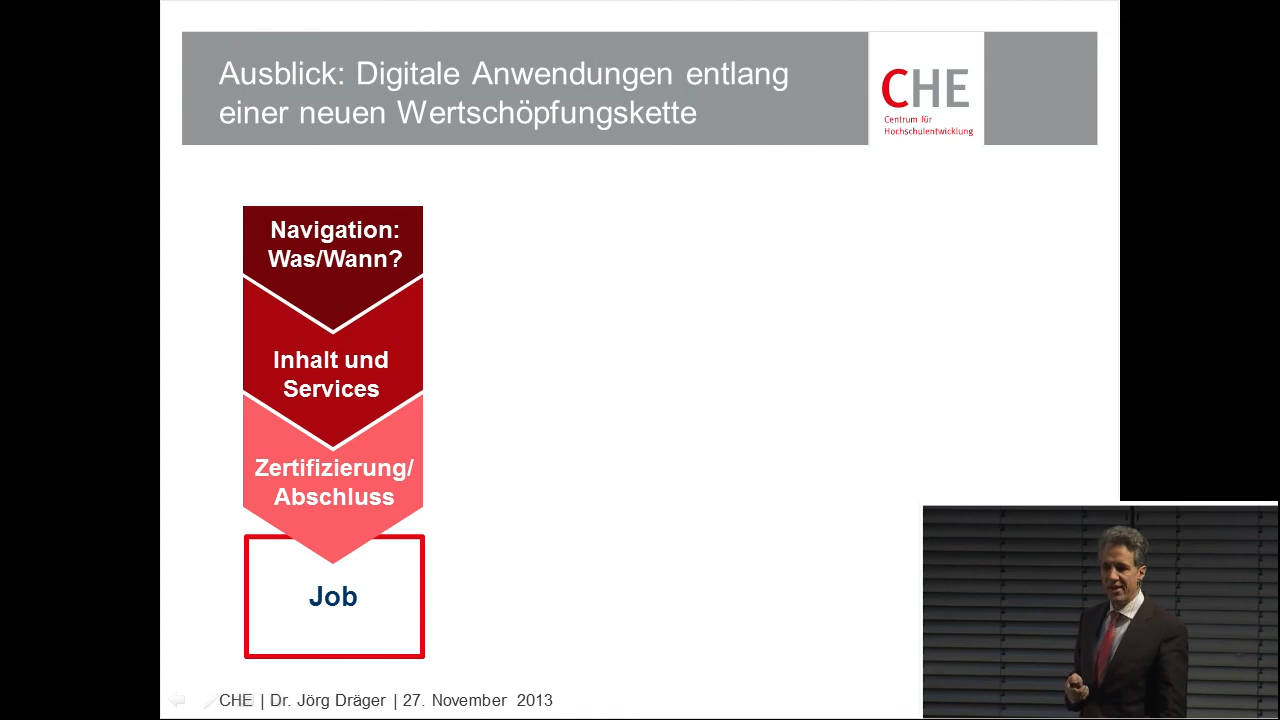 Ausblick: Digitale Anwendungen entlang
einer neuen Wertschöpfungskette
CHE
Centrum für
Hochschulentwicklung
Navigation:
Was/Wann?
Inhalt und
Services
Zertifizierung/
Abschluss
Job
CHE | Dr. Jörg Dräger | 27. November 2013